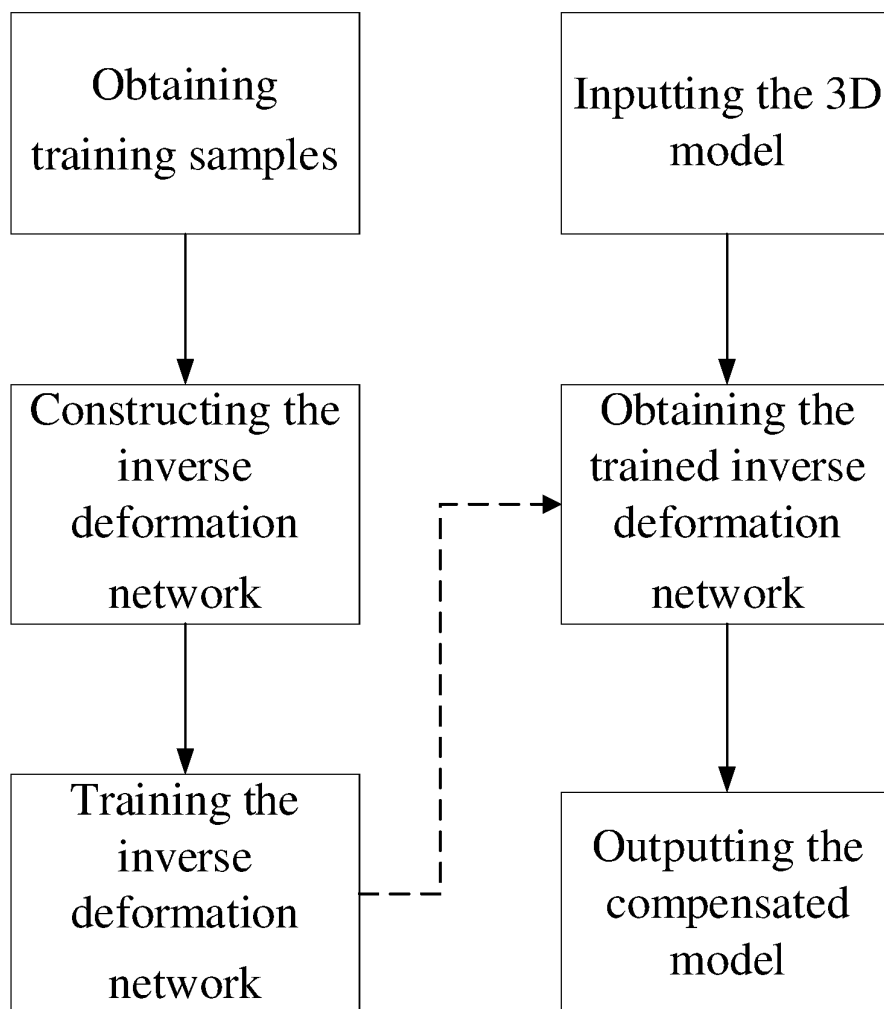 Obtaining
training samples
Constructing the
inverse
deformation
network
Training the
inverse
deformation
network
Inputting the 3D
model
Obtaining the
trained inverse
deformation
network
Outputting the
compensated
model